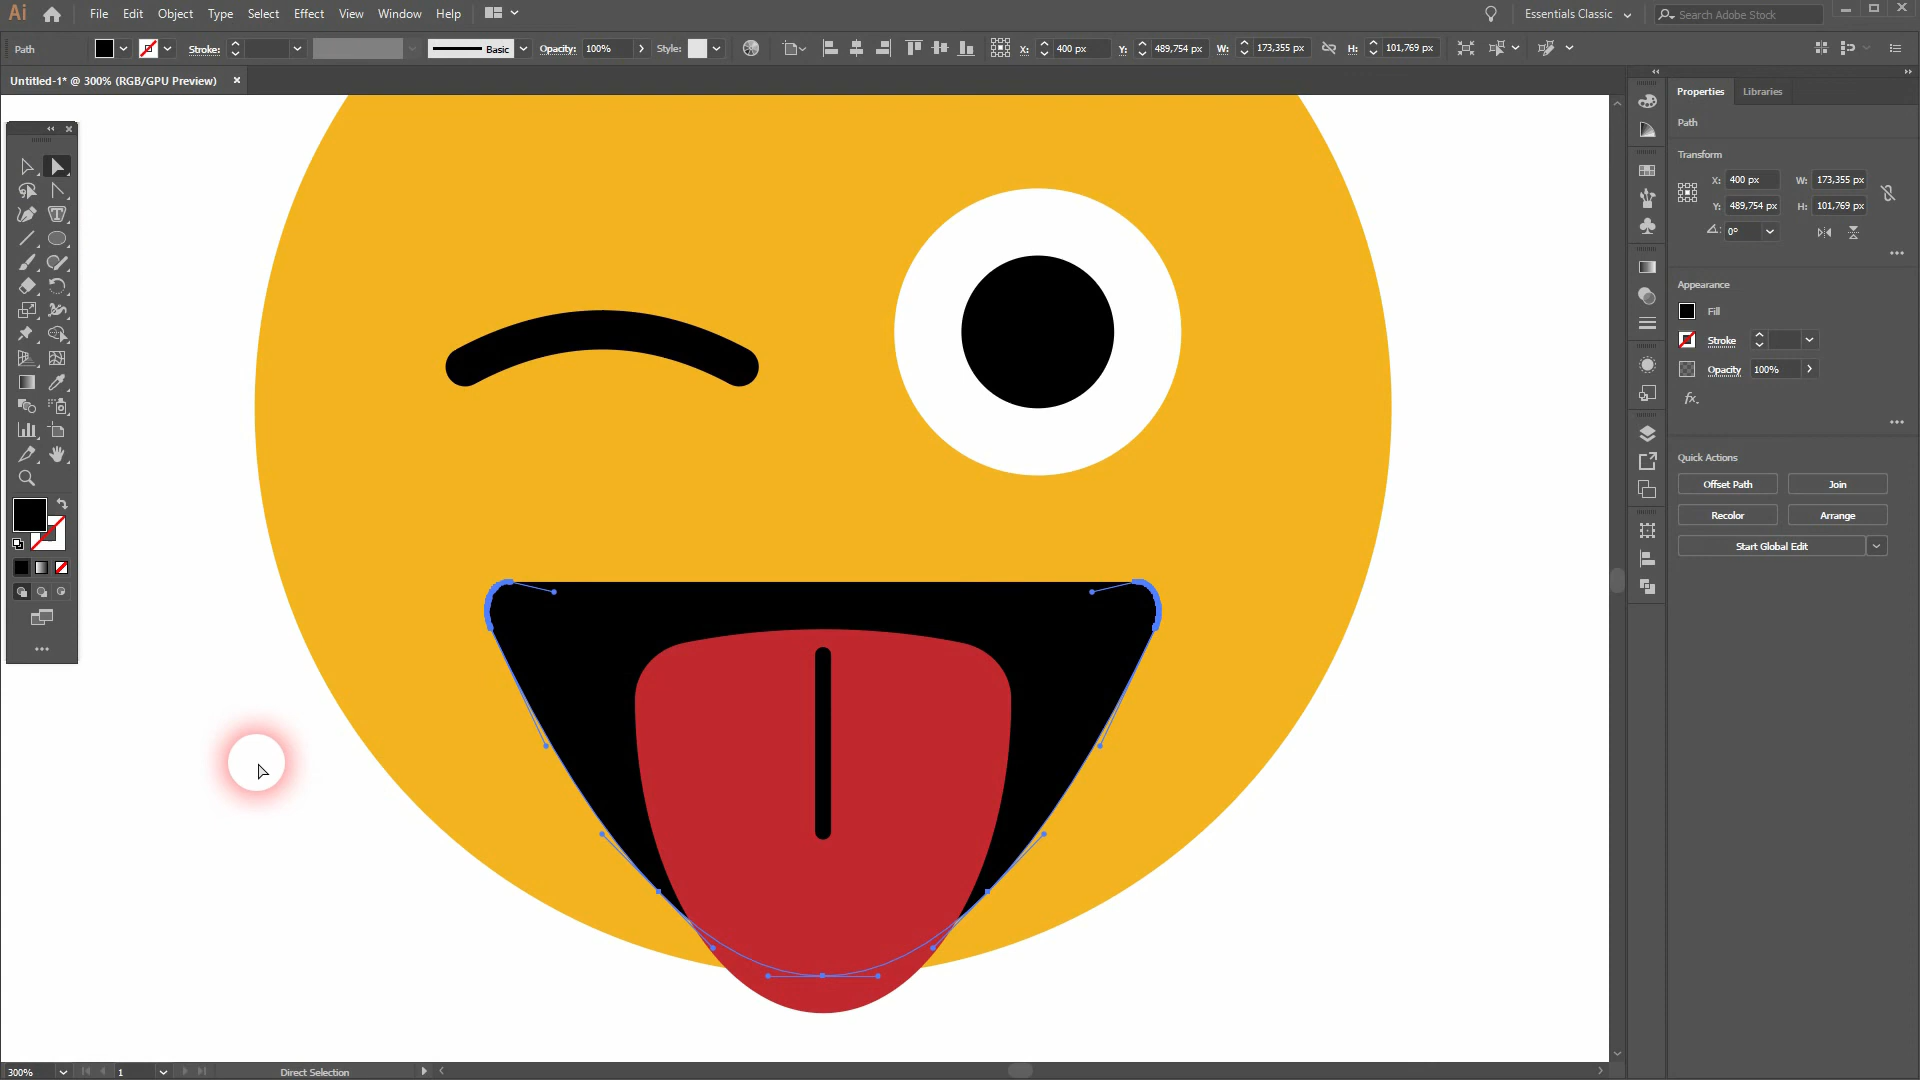 Ai File Edit Object Type Select Effect View Window Help Essentials Classic Search Adobe Stock
Path Stroke: Basic Opacity: 100% Style: X: 400 px Y: 489,754 px W: 173,355 px H: 101,769 px
Untitled-1* @ 300% (RGB/GPU Preview)
Properties Libraries
Path
Transform
X: 400 px W: 173,355 px
Y: 489,754 px H: 101,769 px
0°
Appearance
Fill
Stroke
Opacity 100%
fx.
Quick Actions
Offset Path Join
Recolor Arrange
Start Global Edit
300% 1 Direct Selection